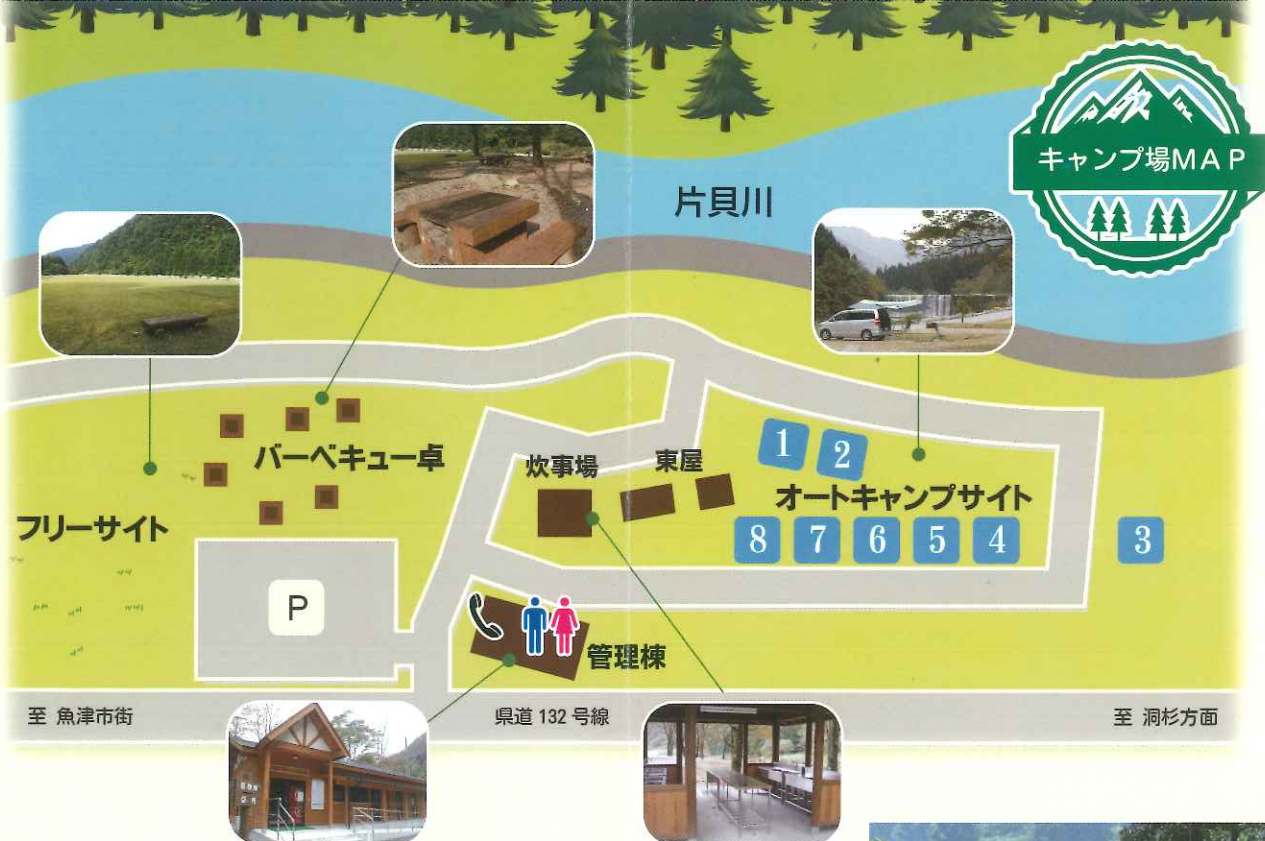 キャンプ場MAP
片貝川
バーベキュー卓
炊事場
東屋
1
2
オートキャンプサイト
フリーサイト
8
7
6
5
4
3
P
管理棟
至 魚津市街
県道 132 号線
至 洞杉方面